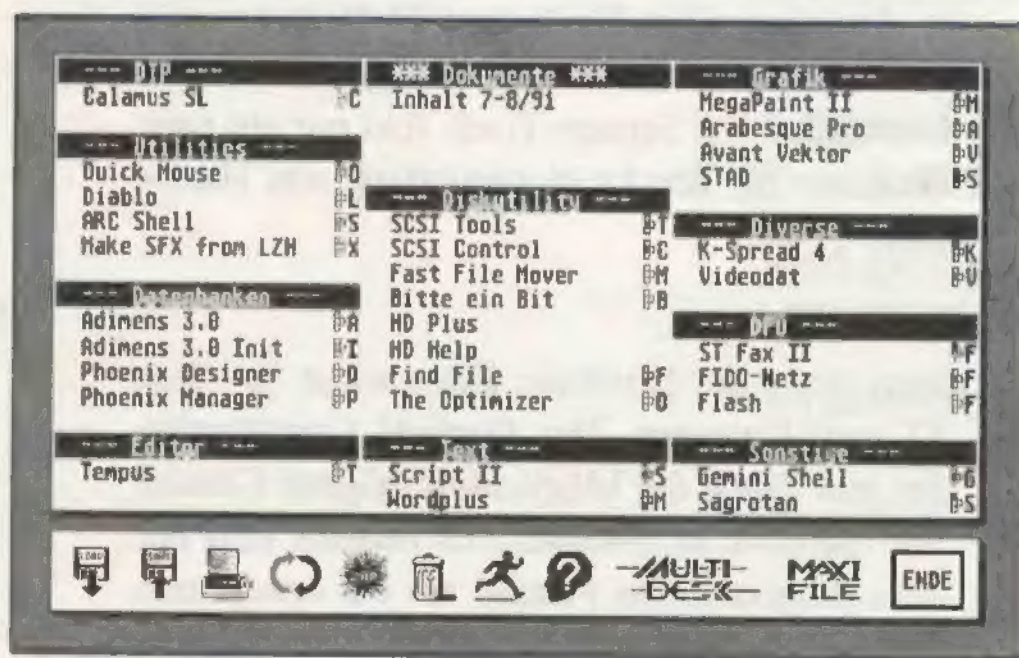 --- DTP ---
Calamus SL C
--- Utilities ---
Quick Mouse Q
Diablo L
ARC Shell S
Make SFX from LZH X
--- Datenbanken ---
Adimens 3.0 A
Adimens 3.0 Init I
Phoenix Designer D
Phoenix Manager P
--- Editor ---
Tempus T
*** Dokumente ***
Inhalt 7-8/91
--- Diskutility ---
SCSI Tools T
SCSI Control C
Fast File Mover M
Bitte ein Bit B
HD Plus
HD Help
Find File F
The Optimizer O
--- Text ---
Script II S
Wordplus M
--- Grafik ---
MegaPaint II M
Arabesque Pro A
Avant Vektor V
STAD S
--- Diverse ---
K-Spread 4 K
Videodat V
--- DFÜ ---
ST Fax II F
FIDO-Netz F
Flash F
--- Sonstige ---
Gemini Shell G
Sagrotan S
MULTI
DESK
MAXI
FILE
ENDE